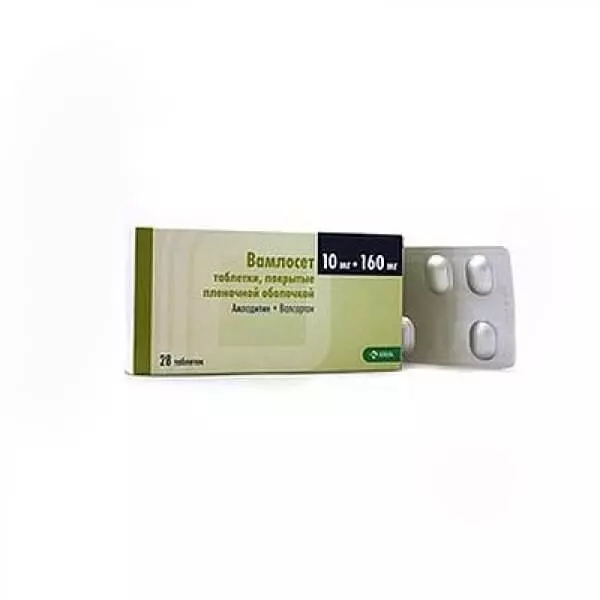 Вамлосет
10 мг • 160 мг
таблетки, покрытые
пленочной оболочкой
Амлодипин • Валсартан
28 таблеток
KRKA